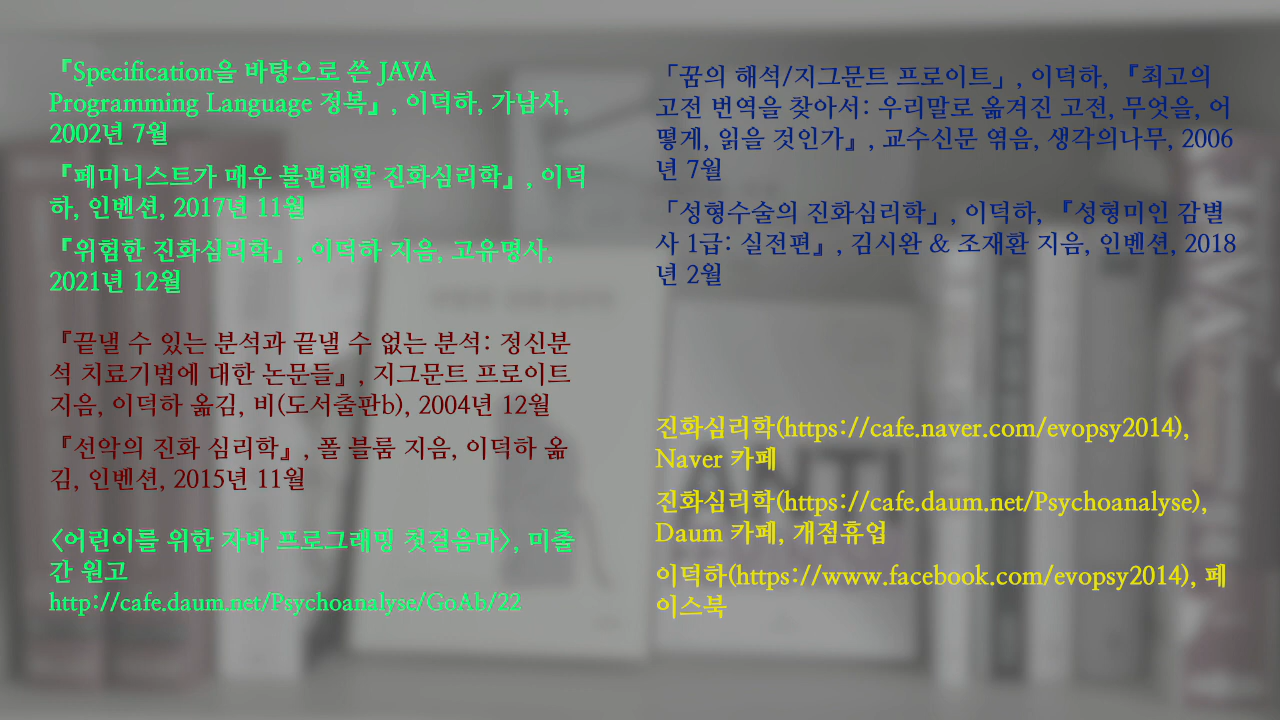 『Specification을 바탕으로 쓴 JAVA
Programming Language 정복』, 이덕하, 가남사,
2002년 7월
『페미니스트가 매우 불편해할 진화심리학』, 이덕
하, 인벤션, 2017년 11월
『위험한 진화심리학』, 이덕하 지음, 고유명사,
2021년 12월
『끝낼 수 있는 분석과 끝낼 수 없는 분석: 정신분
석 치료기법에 대한 논문들』, 지그문트 프로이트
지음, 이덕하 옮김, 비(도서출판b), 2004년 12월
『선악의 진화 심리학』, 폴 블룸 지음, 이덕하 옮
김, 인벤션, 2015년 11월
〈어린이를 위한 자바 프로그래밍 첫걸음마〉, 미출
간 원고
http://cafe.daum.net/Psychoanalyse/GoAb/22
「꿈의 해석/지그문트 프로이트」, 이덕하, 『최고의
고전 번역을 찾아서: 우리말로 옮겨진 고전, 무엇을, 어
떻게, 읽을 것인가』, 교수신문 엮음, 생각의나무, 2006
년 7월
「성형수술의 진화심리학」, 이덕하, 『성형미인 감별
사 1급: 실전편』, 김시완 & 조재환 지음, 인벤션, 2018
년 2월
진화심리학(https://cafe.naver.com/evopsy2014),
Naver 카페
진화심리학(https://cafe.daum.net/Psychoanalyse),
Daum 카페, 개점휴업
이덕하(https://www.facebook.com/evopsy2014), 페
이스북